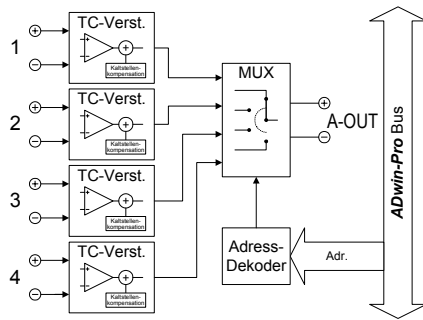 1
TC-Verst.
Kaltstellen-
kompensation
2
TC-Verst.
Kaltstellen-
kompensation
3
TC-Verst.
Kaltstellen-
kompensation
4
TC-Verst.
Kaltstellen-
kompensation
MUX
A-OUT
Adress-
Dekoder
Adr.
ADwin-Pro Bus